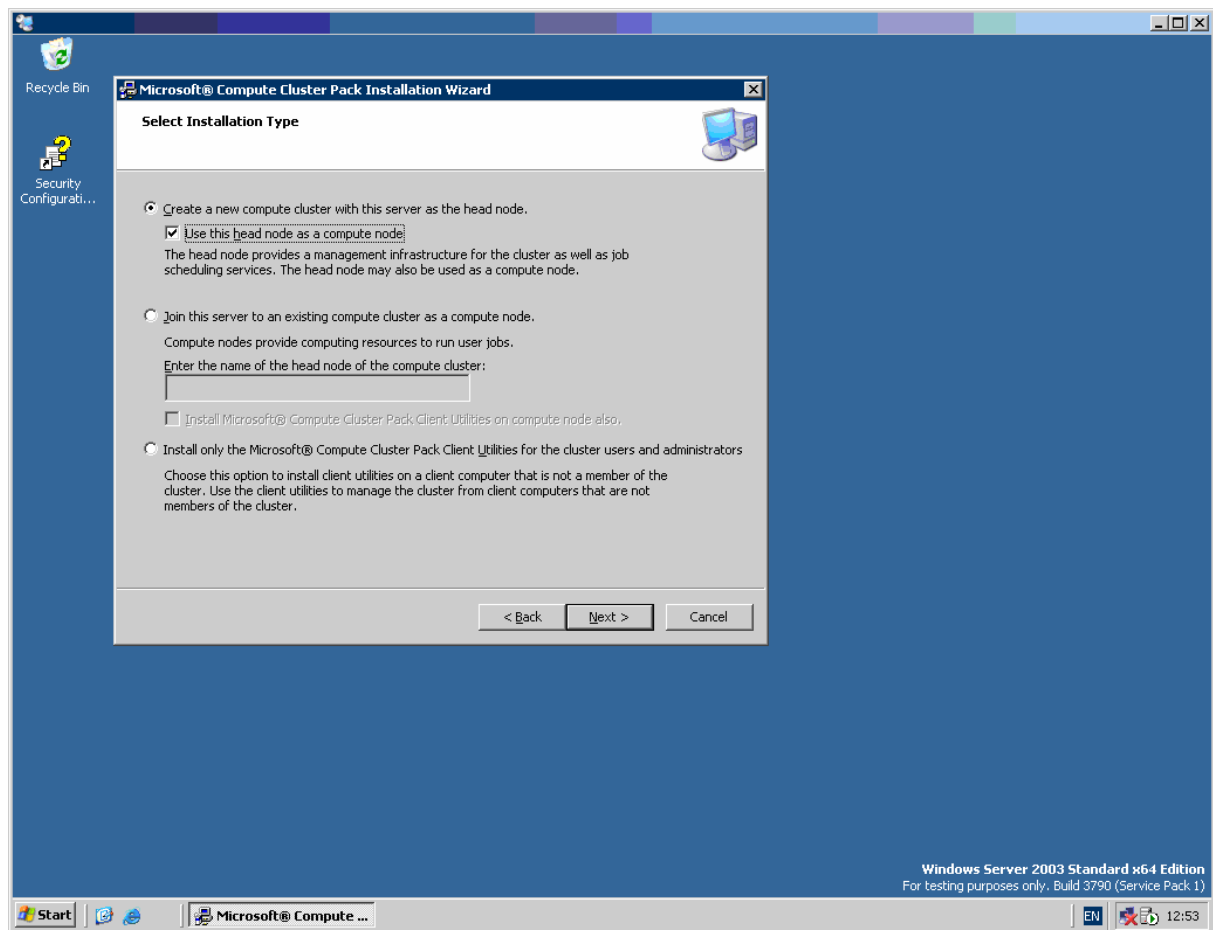 Recycle Bin
Security
Configurati...
Microsoft® Compute Cluster Pack Installation Wizard
Select Installation Type
Create a new compute cluster with this server as the head node.
Use this head node as a compute node
The head node provides a management infrastructure for the cluster as well as job
scheduling services. The head node may also be used as a compute node.
Join this server to an existing compute cluster as a compute node.
Compute nodes provide computing resources to run user jobs.
Enter the name of the head node of the compute cluster:
Install Microsoft® Compute Cluster Pack Client Utilities on compute node also.
Install only the Microsoft® Compute Cluster Pack Client Utilities for the cluster users and administrators
Choose this option to install client utilities on a client computer that is not a member of the
cluster. Use the client utilities to manage the cluster from client computers that are not
members of the cluster.
< Back
Next >
Cancel
Windows Server 2003 Standard x64 Edition
For testing purposes only. Build 3790 (Service Pack 1)
Start
Microsoft® Compute ...
EN
12:53